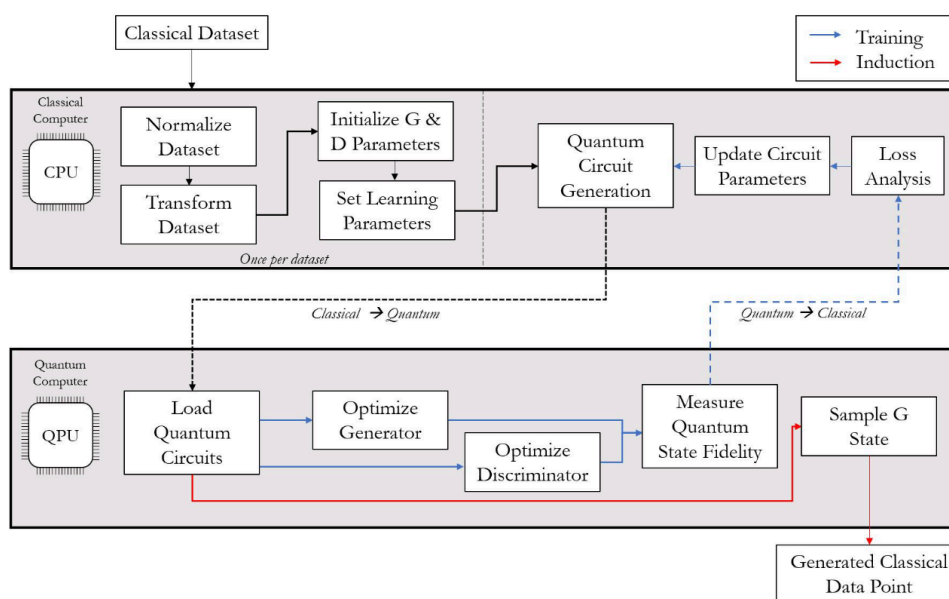 Classical Dataset
Training
Induction
Classical
Computer
CPU
Normalize
Dataset
Transform
Dataset
Initialize G &
D Parameters
Set Learning
Parameters
Once per dataset
Quantum
Circuit
Generation
Update Circuit
Parameters
Loss
Analysis
Classical → Quantum
Quantum → Classical
Quantum
Computer
QPU
Load
Quantum
Circuits
Optimize
Generator
Optimize
Discriminator
Measure
Quantum
State Fidelity
Sample G
State
Generated Classical
Data Point